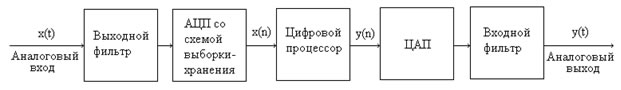 x(t)
Аналоговый
вход
Выходной
фильтр
АЦП со
схемой
выборки-
хранения
x(n)
Цифровой
процессор
y(n)
ЦАП
Входной
фильтр
y(t)
Аналоговый
выход